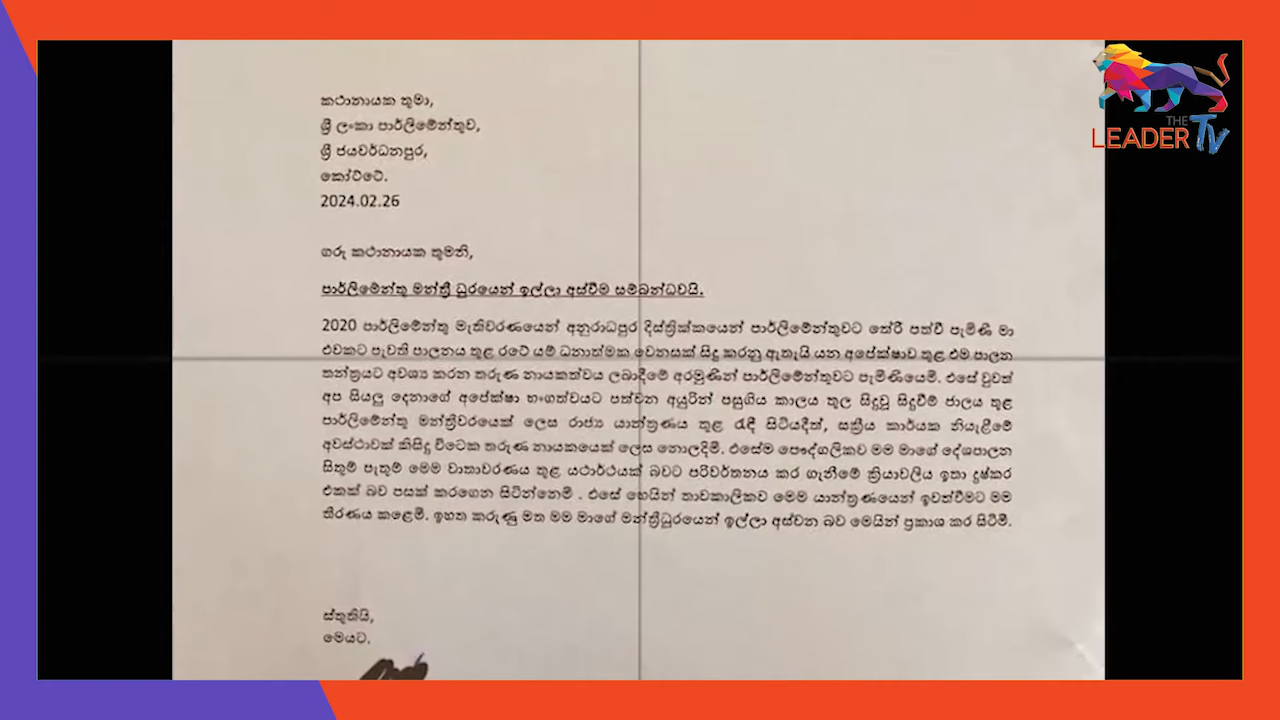 කථානායක තුමා,
ශ්‍රී ලංකා පාර්ලිමේන්තුව,
ශ්‍රී ජයවර්ධනපුර,
කෝට්ටේ.
2024.02.26
ගරු කථානායක තුමනි,
පාර්ලිමේන්තු මන්ත්‍රී ධුරයෙන් ඉල්ලා අස්වීම සම්බන්ධවයි.
2020 පාර්ලිමේන්තු මැතිවරණයෙන් අනුරාධපුර දිස්ත්‍රික්කයෙන් පාර්ලිමේන්තුවට තේරී පත්වී පැමිණි මා
එවකට පැවති පාලනය තුළ රටේ යම් ධනාත්මක වෙනසක් සිදු කරනු ඇතැයි යන අපේක්ෂාව තුළ එම පාලන
තන්ත්‍රයට අවශ්‍ය කරන තරුණ නායකත්වය ලබාදීමේ අරමුණින් පාර්ලිමේන්තුවට පැමිණියෙමි. එසේ වුවත්
අප සියලු දෙනාගේ අපේක්ෂා භංගත්වයට පත්වන අයුරින් පසුගිය කාලය තුල සිදුවූ සිදුවීම් ජාලය තුළ
පාර්ලිමේන්තු මන්ත්‍රීවරයෙක් ලෙස රාජ්‍ය යාන්ත්‍රණය තුළ රැඳී සිටියදීත්, සක්‍රීය කාර්යක නියැළීමේ
අවස්ථාවක් කිසිදු විටෙක තරුණ නායකයෙක් ලෙස නොලදිමි. එසේම පෞද්ගලිකව මම මාගේ දේශපාලන
සිතුම් පැතුම් මෙම වාතාවරණය තුළ යථාර්ථයක් බවට පරිවර්තනය කර ගැනීමේ ක්‍රියාවලිය ඉතා දුෂ්කර
එකක් බව පසක් කරගෙන සිටින්නෙමි . එසේ හෙයින් තාවකාලිකව මෙම යාන්ත්‍රණයෙන් ඉවත්වීමට මම
තීරණය කළෙමි. ඉහත කරුණු මත මම මාගේ මන්ත්‍රීධුරයෙන් ඉල්ලා අස්වන බව මෙයින් ප්‍රකාශ කර සිටිමි.
ස්තුතියි,
මෙයට.
THE
LEADER TV